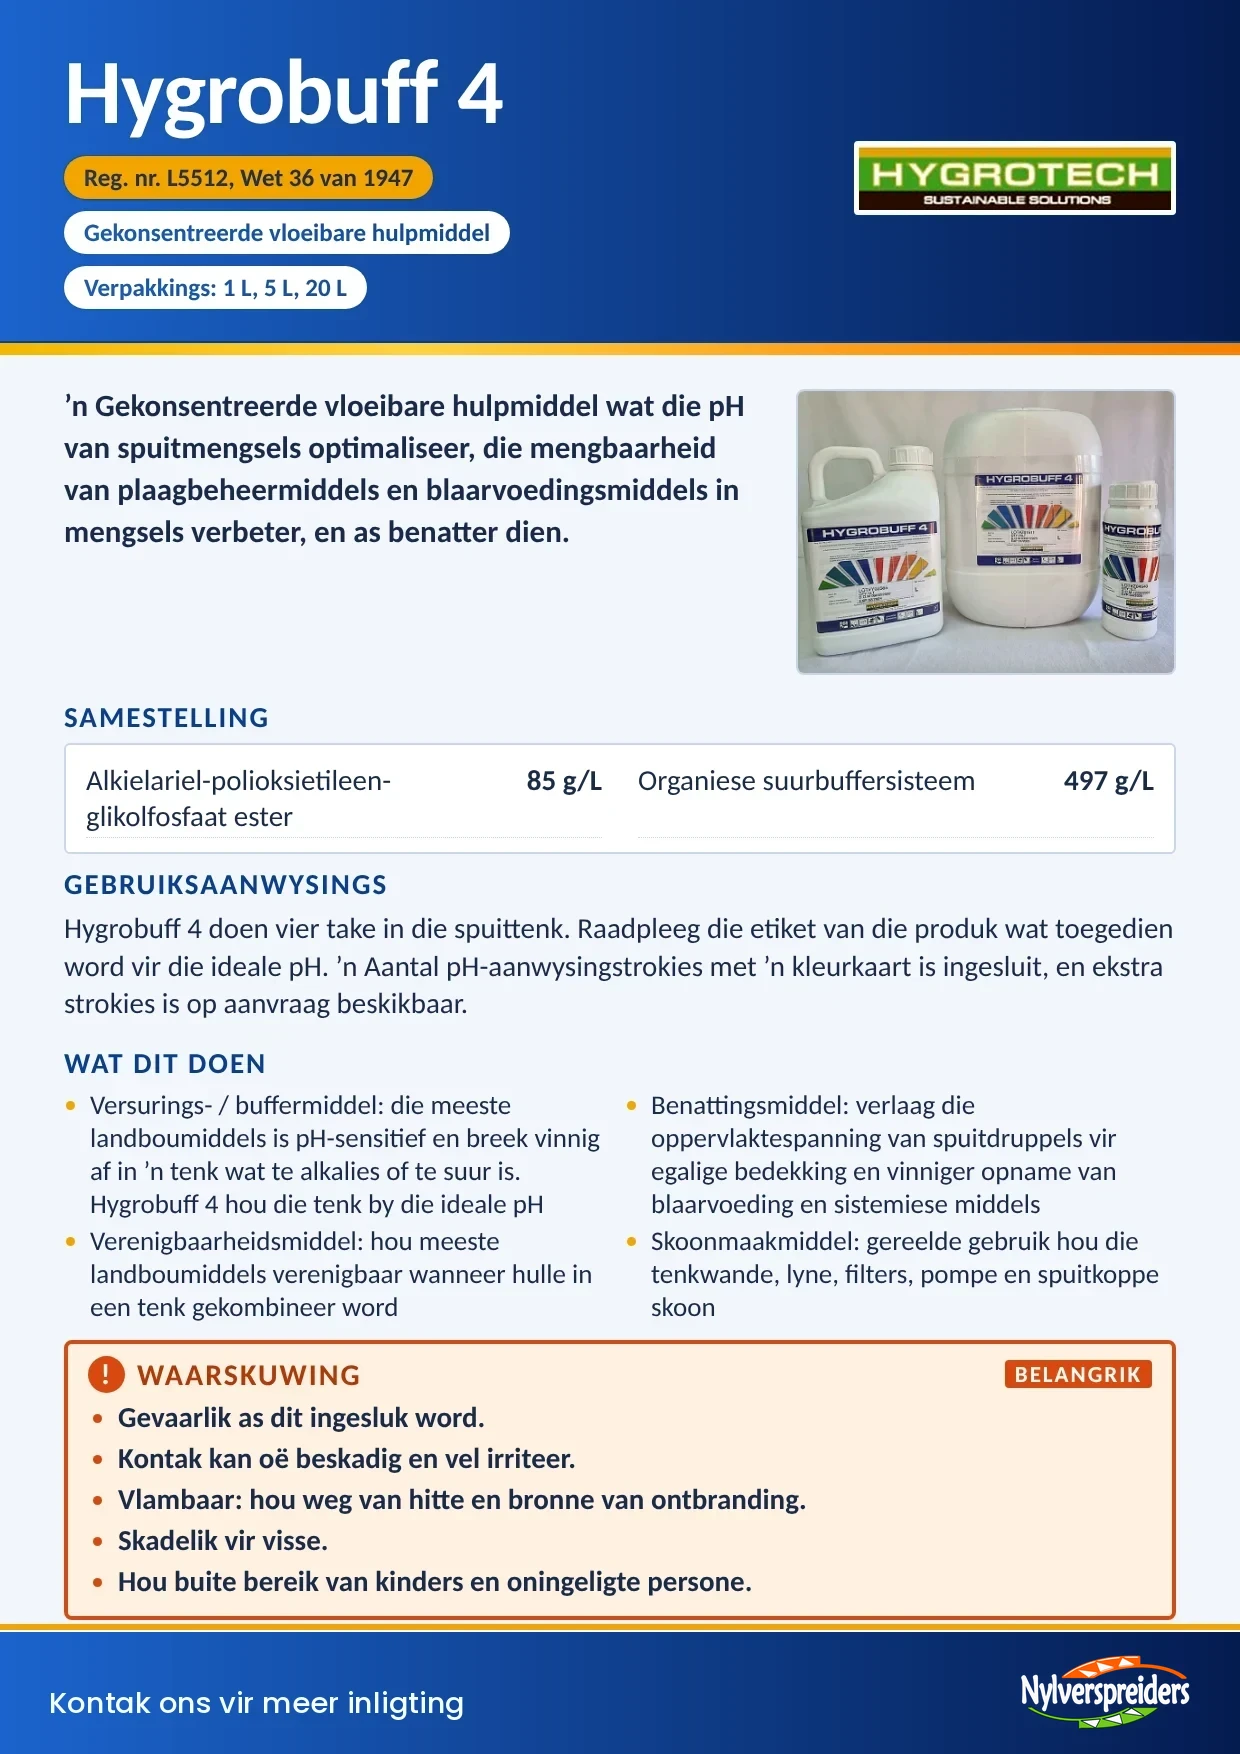 Hygrobuff 4
Reg. nr. L5512, Wet 36 van 1947
Gekonsentreerde vloeibare hulpmiddel
Verpakkings: 1 L, 5 L, 20 L
HYGROTECH
SUSTAINABLE SOLUTIONS
’n Gekonsentreerde vloeibare hulpmiddel wat die pH
van spuitmengsels optimaliseer, die mengbaarheid
van plaagbeheermiddels en blaarvoedingsmiddels in
mengsels verbeter, en as benatter dien.
HYGROBUFF 4
HYGROBUFF 4
HYGROBU
SAMESTELLING
Alkielariel-polioksietileen-
glikolfosfaat ester
85 g/L
Organiese suurbuffersisteem
497 g/L
GEBRUIKSAANWYSINGS
Hygrobuff 4 doen vier take in die spuittenk. Raadpleeg die etiket van die produk wat toegedien
word vir die ideale pH. ’n Aantal pH-aanwysingstrokies met ’n kleurkaart is ingesluit, en ekstra
strokies is op aanvraag beskikbaar.
WAT DIT DOEN
Versurings- / buffermiddel: die meeste
landboumiddels is pH-sensitief en breek vinnig
af in ’n tenk wat te alkalies of te suur is.
Hygrobuff 4 hou die tenk by die ideale pH
Verenigbaarheidsmiddel: hou meeste
landboumiddels verenigbaar wanneer hulle in
een tenk gekombineer word
Benattingsmiddel: verlaag die
oppervlaktespanning van spuitdruppels vir
egalige bedekking en vinniger opname van
blaarvoeding en sistemiese middels
Skoonmaakmiddel: gereelde gebruik hou die
tenkwande, lyne, filters, pompe en spuitkoppe
skoon
! WAARSKUWING
BELANGRIK
Gevaarlik as dit ingesluk word.
Kontak kan oë beskadig en vel irriteer.
Vlambaar: hou weg van hitte en bronne van ontbranding.
Skadelik vir visse.
Hou buite bereik van kinders en oningeligte persone.
Kontak ons vir meer inligting
Nylverspreiders